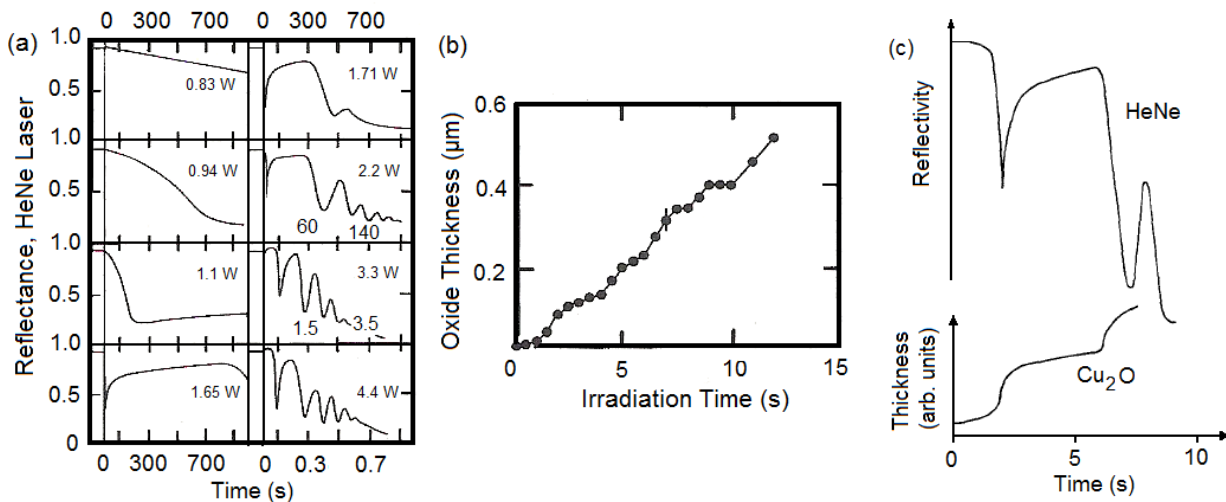 0 300 700 0 300 700
(a)
1.0
0.83 W 1.71 W
0.5
1.0
0.94 W 2.2 W
0.5
60 140
1.0
1.1 W 3.3 W
0.5
1.5 3.5
1.0
1.65 W 4.4 W
0.5
0
0 300 700 0 0.3 0.7
Time (s)
Reflectance, HeNe Laser
(b)
0.6
0.4
0.2
0 5 10 15
Irradiation Time (s)
Oxide Thickness (µm)
(c)
Reflectivity
HeNe
Thickness
(arb. units)
Cu2O
0 5 10
Time (s)